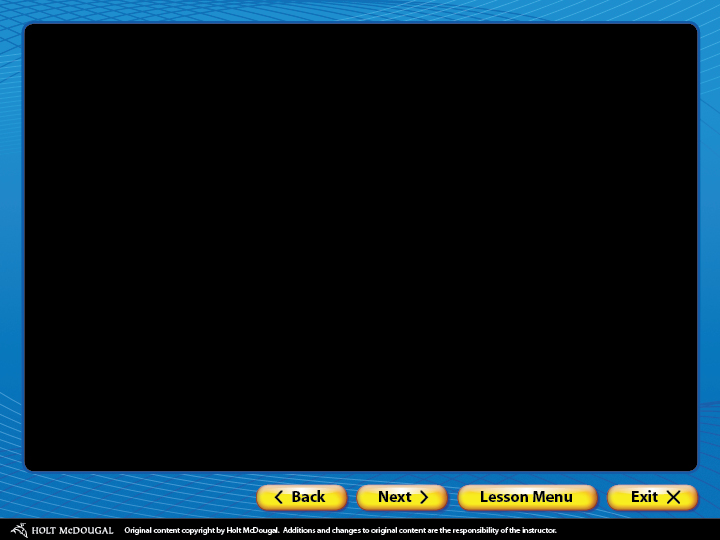 Back
Next
Lesson Menu
Exit
HOLT McDOUGAL
Original content copyright by Holt McDougal. Additions and changes to original content are the responsibility of the instructor.